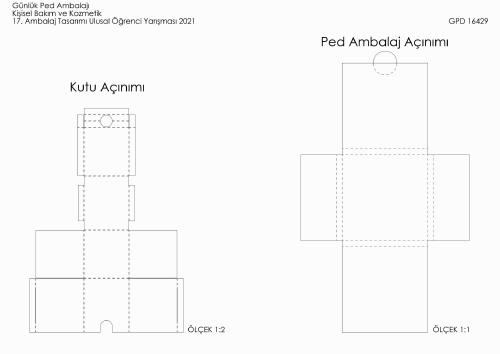 Günlük Ped Ambalajı
Kişisel Bakım ve Kozmetik
17. Ambalaj Tasarımı Ulusal Öğrenci Yarışması 2021
GPD 16429
Ped Ambalaj Açınımı
Kutu Açınımı
ÖLÇEK 1:2
ÖLÇEK 1:1